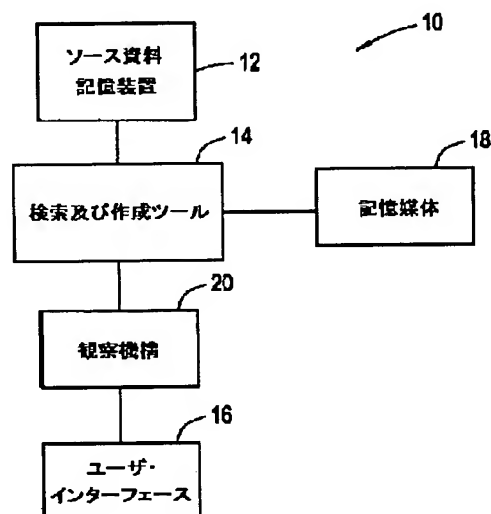 10
ソース資料
記憶装置
12
14
検索及び作成ツール
18
記憶媒体
20
観察機構
16
ユーザ・
インターフェース